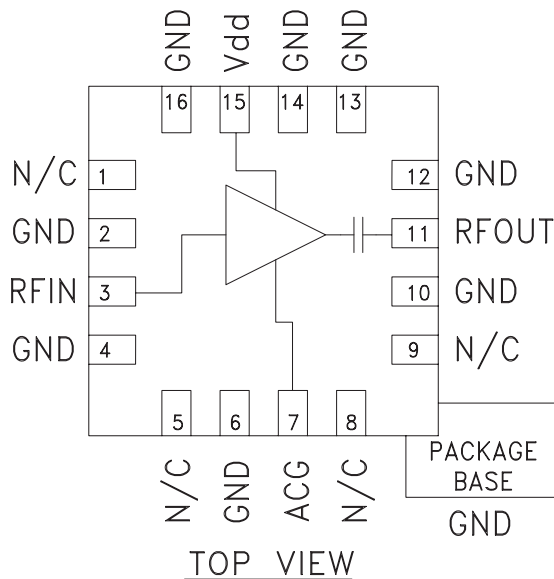 GND Vdd GND GND
16 15 14 13
N/C 1
GND 2
RFIN 3
GND 4
12 GND
11 RFOUT
10 GND
9 N/C
5 6 7 8
N/C GND ACG N/C
PACKAGE
BASE
GND
TOP VIEW